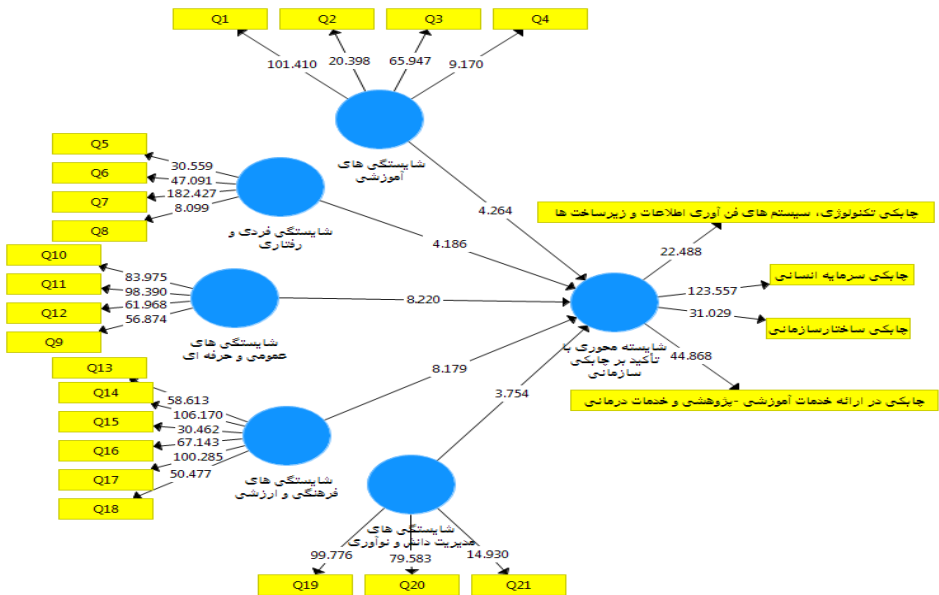 Q1
Q2
Q3
Q4
101.410
20.398
65.947
9.170
شایستگی های
آموزشی
Q5
Q6
Q7
Q8
30.559
47.091
182.427
8.099
شایستگی فردی و
رفتاری
4.264
4.186
چابکی تکنولوژی، سیستم های فن آوری اطلاعات و زیرساخت ها
22.488
Q10
Q11
Q12
Q9
83.975
98.390
61.968
56.874
شایستگی های
عمومی و حرفه ای
8.220
چابکی سرمایه انسانی
123.557
31.029
چابکی ساختارسازمانی
شایسته محوری با
تأکید بر چابکی
سازمانی
44.868
چابکی در ارائه خدمات آموزشی -پژوهشی و خدمات درمانی
Q13
Q14
Q15
Q16
Q17
Q18
58.613
106.170
30.462
67.143
100.285
50.477
شایستگی های
فرهنگی و ارزشی
8.179
3.754
شایستگی های
مدیریت دانش و نوآوری
99.776
79.583
14.930
Q19
Q20
Q21